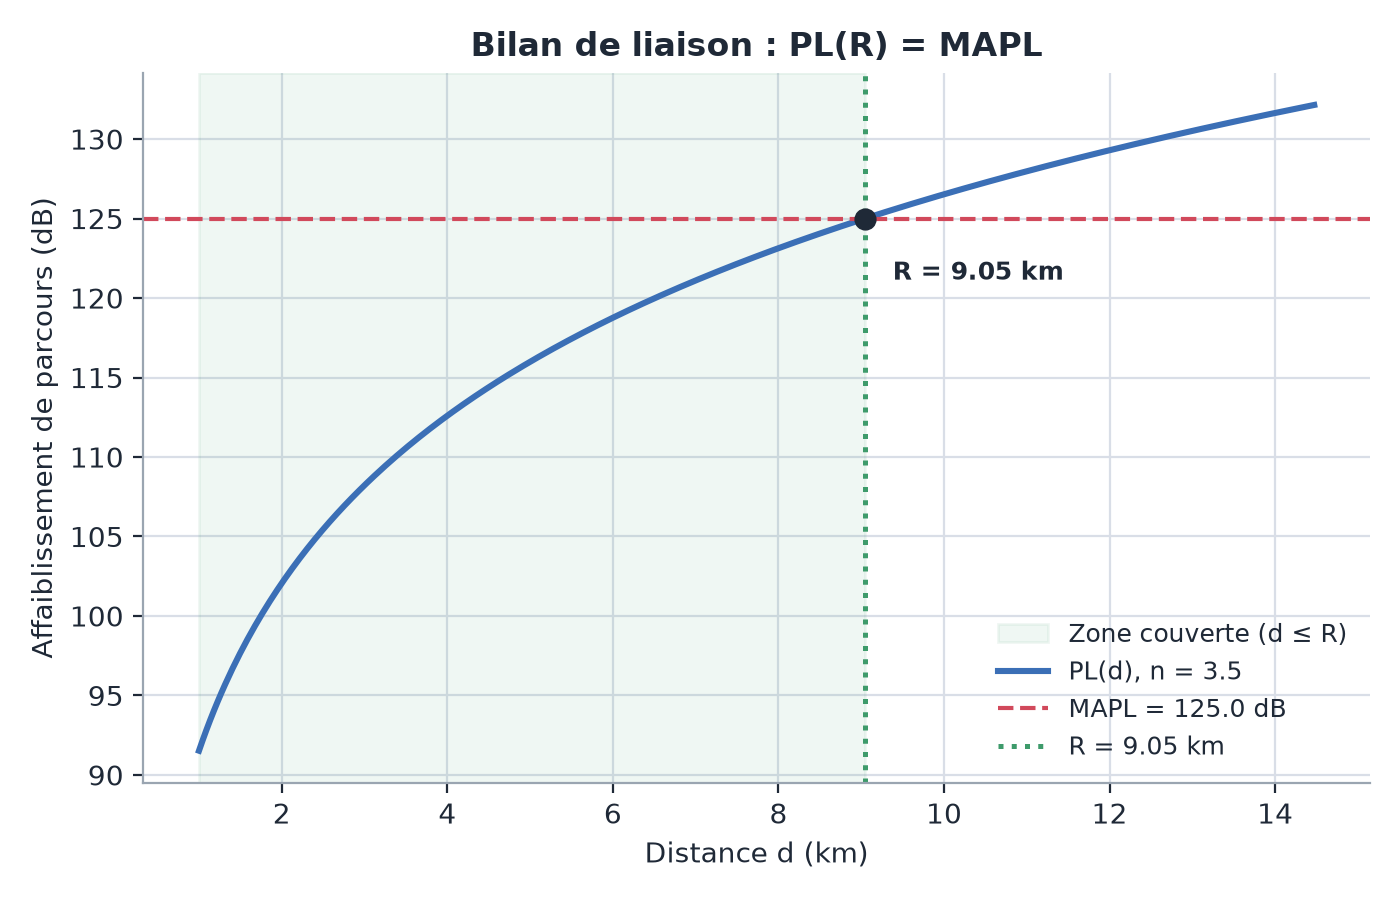 Bilan de liaison : PL(R) = MAPL
Affaiblissement de parcours (dB)
130
125
120
115
110
105
100
95
90
R = 9.05 km
Zone couverte (d ≤ R)
PL(d), n = 3.5
MAPL = 125.0 dB
R = 9.05 km
2
4
6
8
10
12
14
Distance d (km)